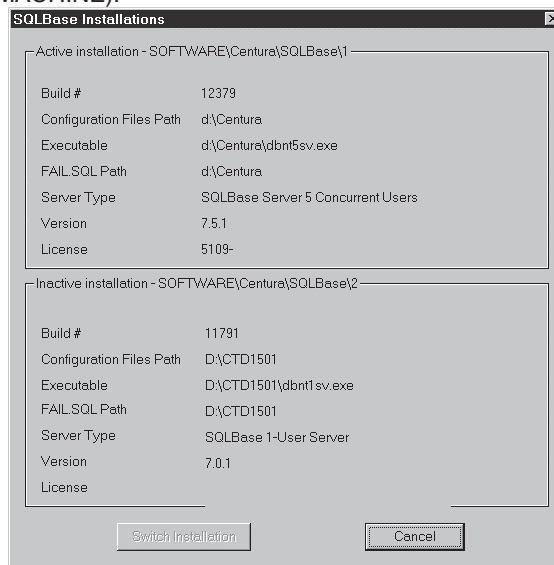 MACHINE).
SQLBase Installations
Active installation - SOFTWARE\Centura\SQLBase\1
Build # 12379
Configuration Files Path d:\Centura
Executable d:\Centura\dbnt5sv.exe
FAIL.SQL Path d:\Centura
Server Type SQLBase Server 5 Concurrent Users
Version 7.5.1
License 5109-
Inactive installation - SOFTWARE\Centura\SQLBase\2
Build # 11791
Configuration Files Path D:\CTD1501
Executable D:\CTD1501\dbnt1sv.exe
FAIL.SQL Path D:\CTD1501
Server Type SQLBase 1-User Server
Version 7.0.1
License
Switch Installation Cancel